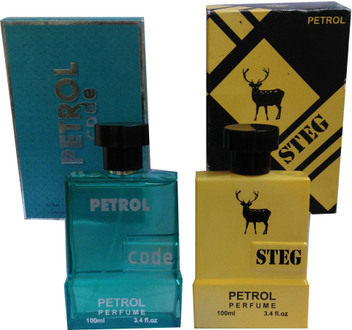 PETROL
code
PETROL
STEG
PETROL
code
PETROL
PERFUME
100ml 3.4 fl.oz
STEG
PETROL
PERFUME
100ml 3.4 fl.oz